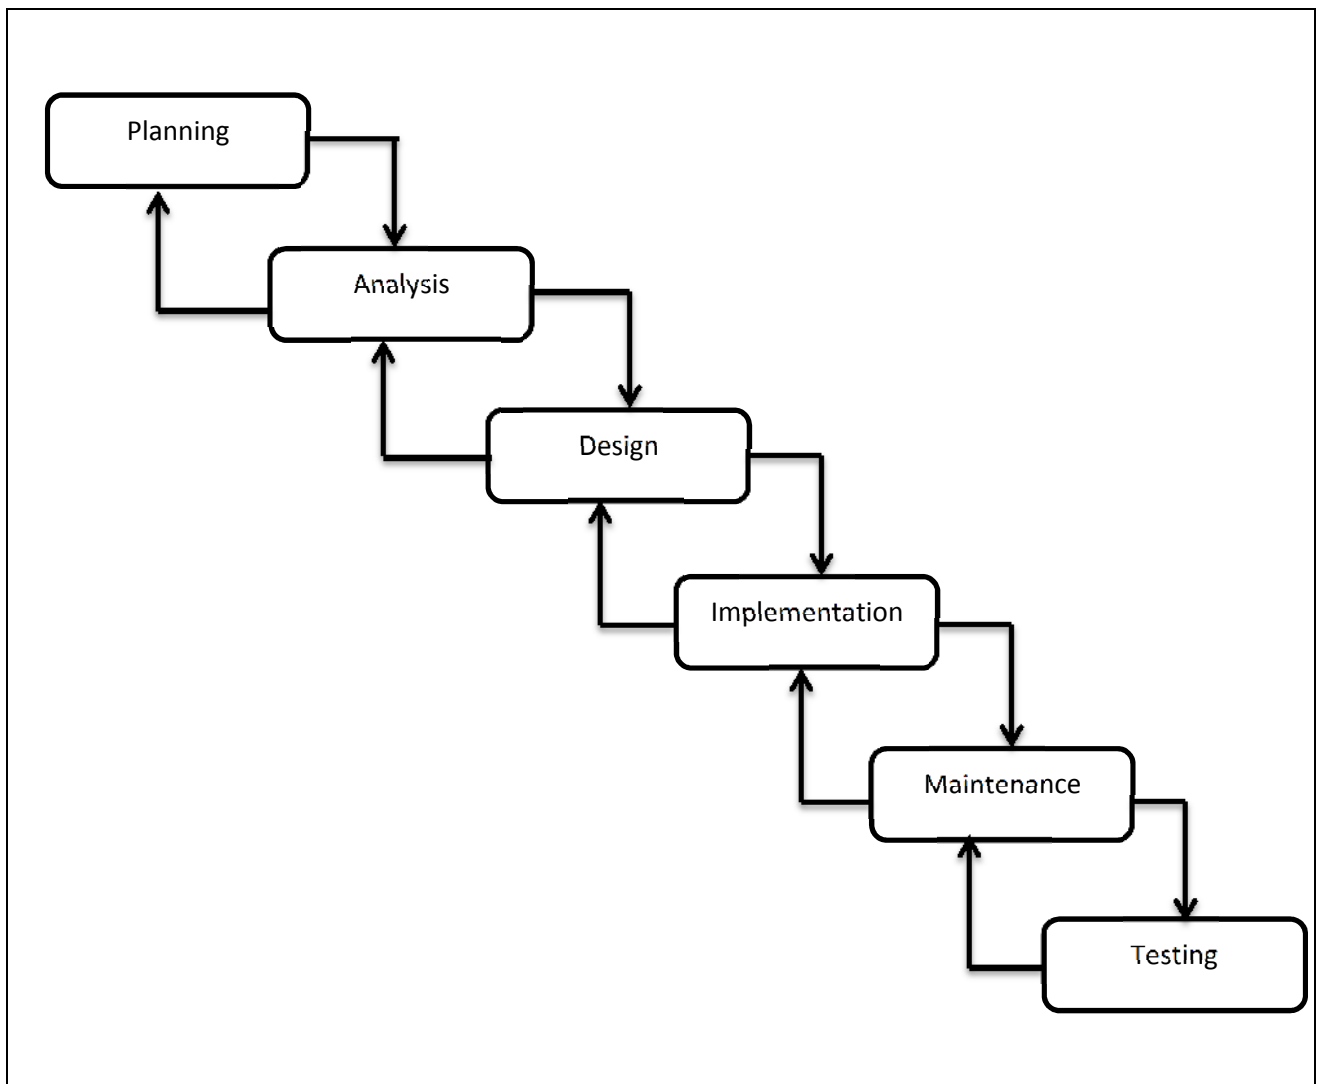 Planning
Analysis
Design
Implementation
Maintenance
Testing